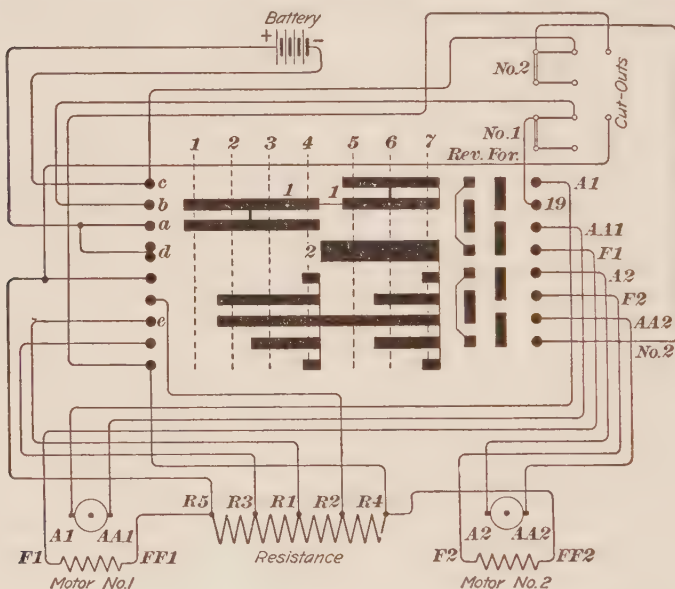 Battery
+ −
No.2
No.1
Cut-Outs
1 2 3 4 5 6 7 Rev. For.
c
b
a
d
e
1 1
2
A1
19
AA1
F1
A2
F2
AA2
No.2
R5 R3 R1 R2 R4
Resistance
A1 AA1
F1 FF1
Motor No.1
A2 AA2
F2 FF2
Motor No.2